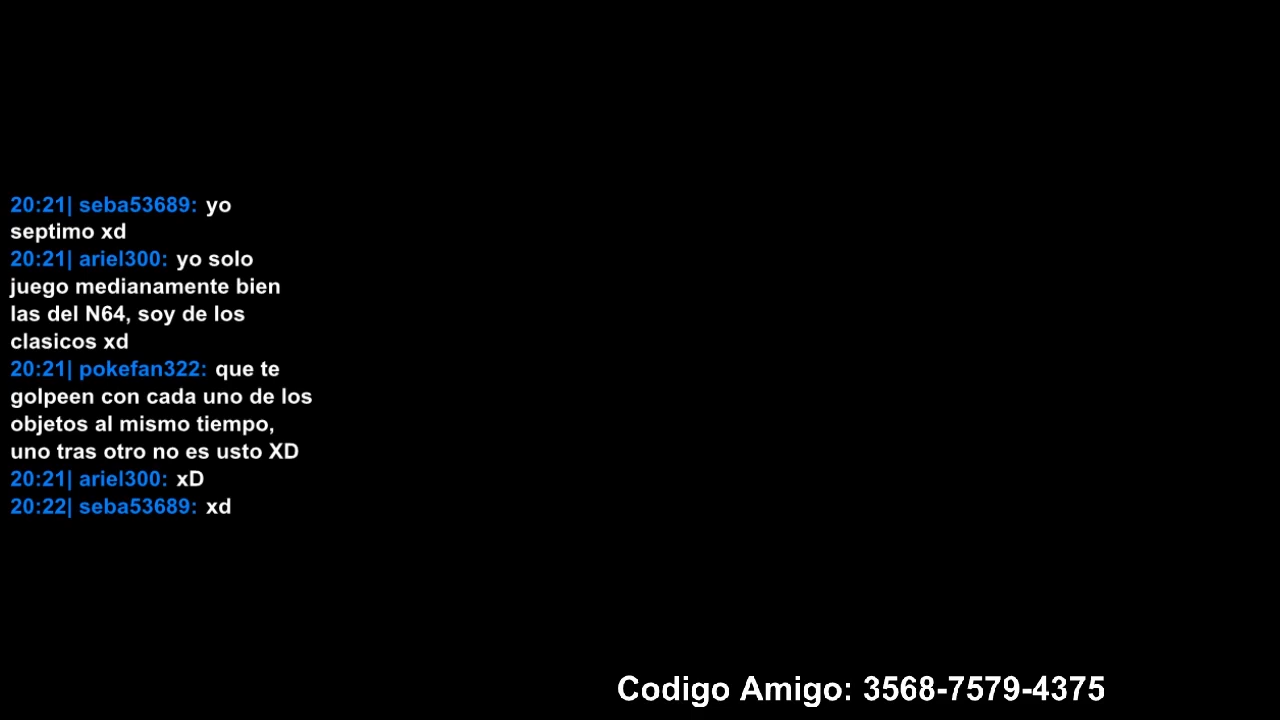 20:21| seba53689: yo
septimo xd
20:21| ariel300: yo solo
juego medianamente bien
las del N64, soy de los
clasicos xd
20:21| pokefan322: que te
golpeen con cada uno de los
objetos al mismo tiempo,
uno tras otro no es usto XD
20:21| ariel300: xD
20:22| seba53689: xd
Codigo Amigo: 3568-7579-4375